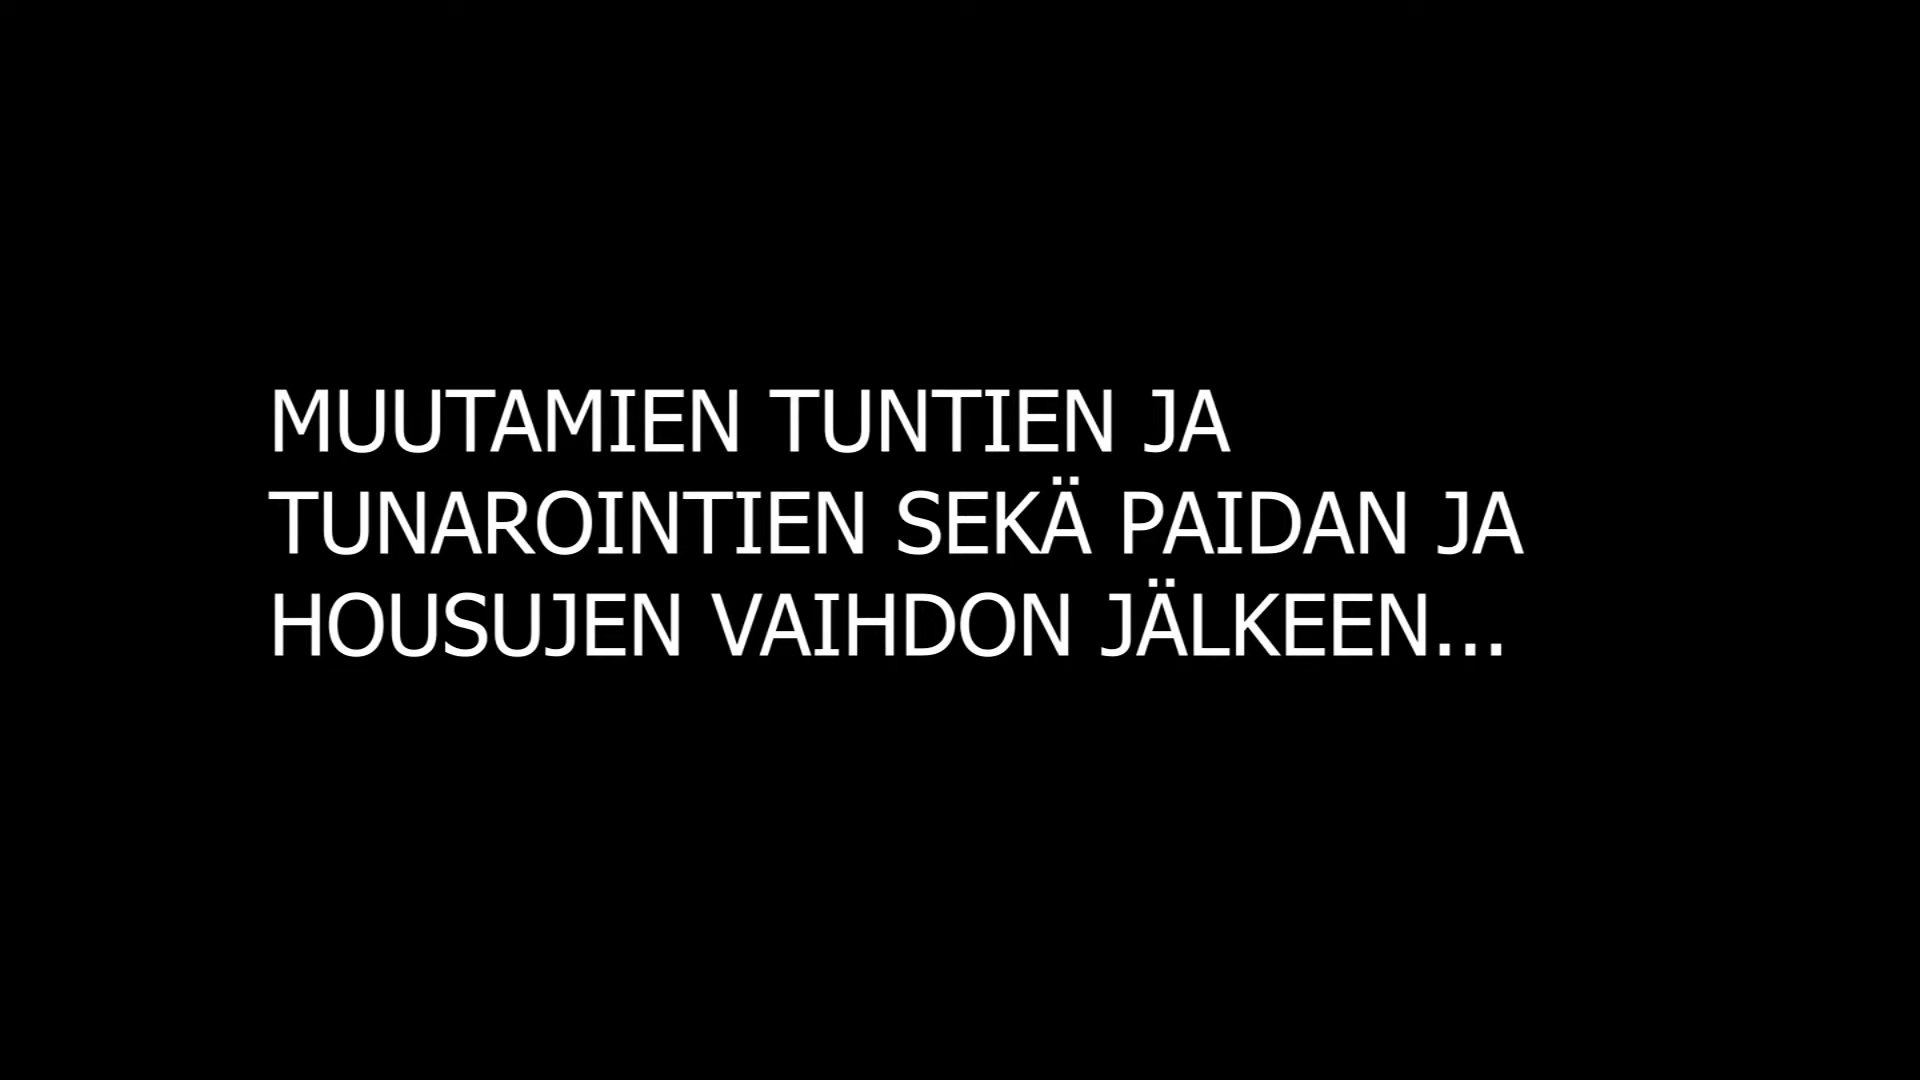 MUUTAMIEN TUNTIEN JA
TUNAROINTIEN SEKÄ PAIDAN JA
HOUSUJEN VAIHDON JÄLKEEN...